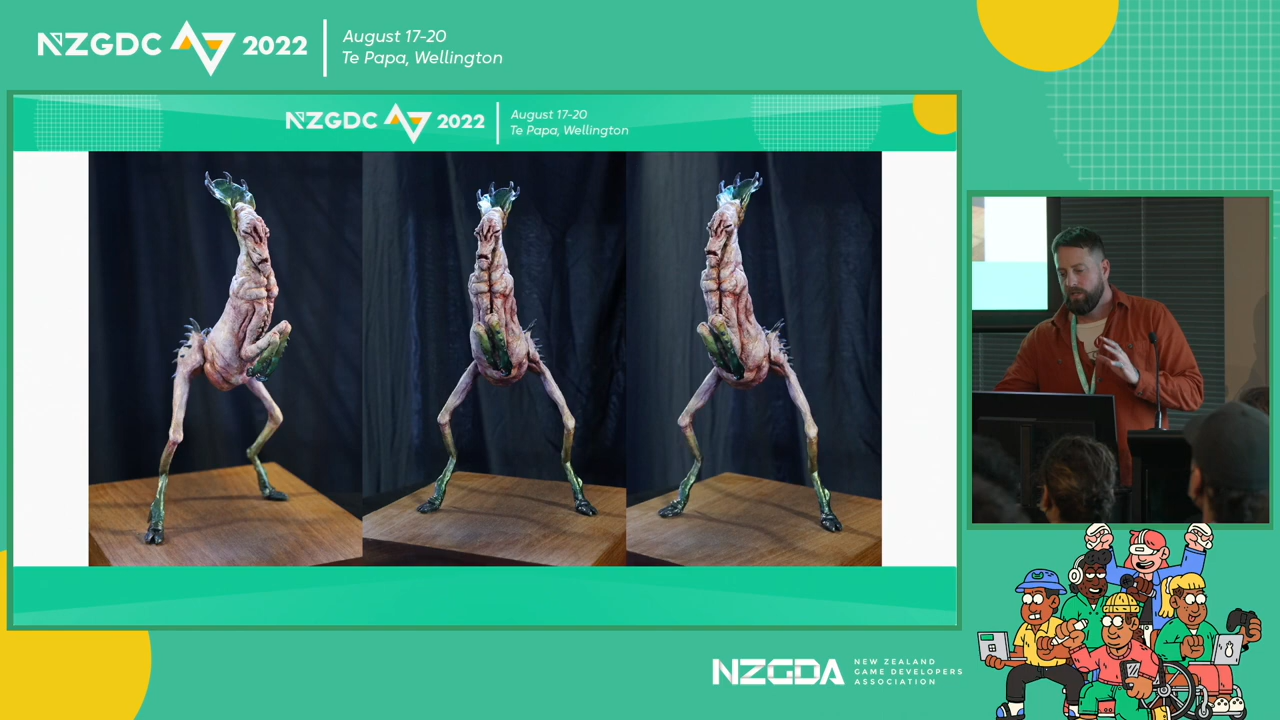 NZGDC 2022
August 17-20
Te Papa, Wellington
NZGDC 2022
August 17-20
Te Papa, Wellington
NZGDA
NEW ZEALAND
GAME DEVELOPERS
ASSOCIATION